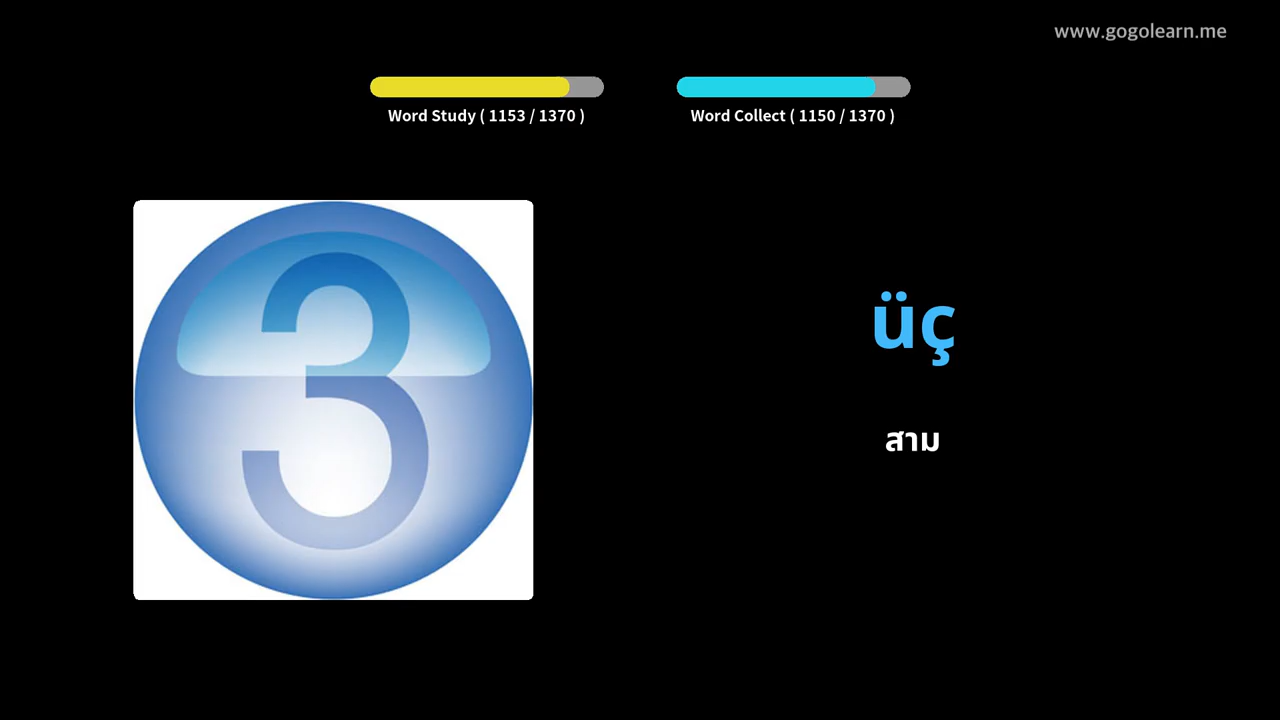 www.gogolearn.me
Word Study ( 1153 / 1370 )
Word Collect ( 1150 / 1370 )
3
üç
สาม